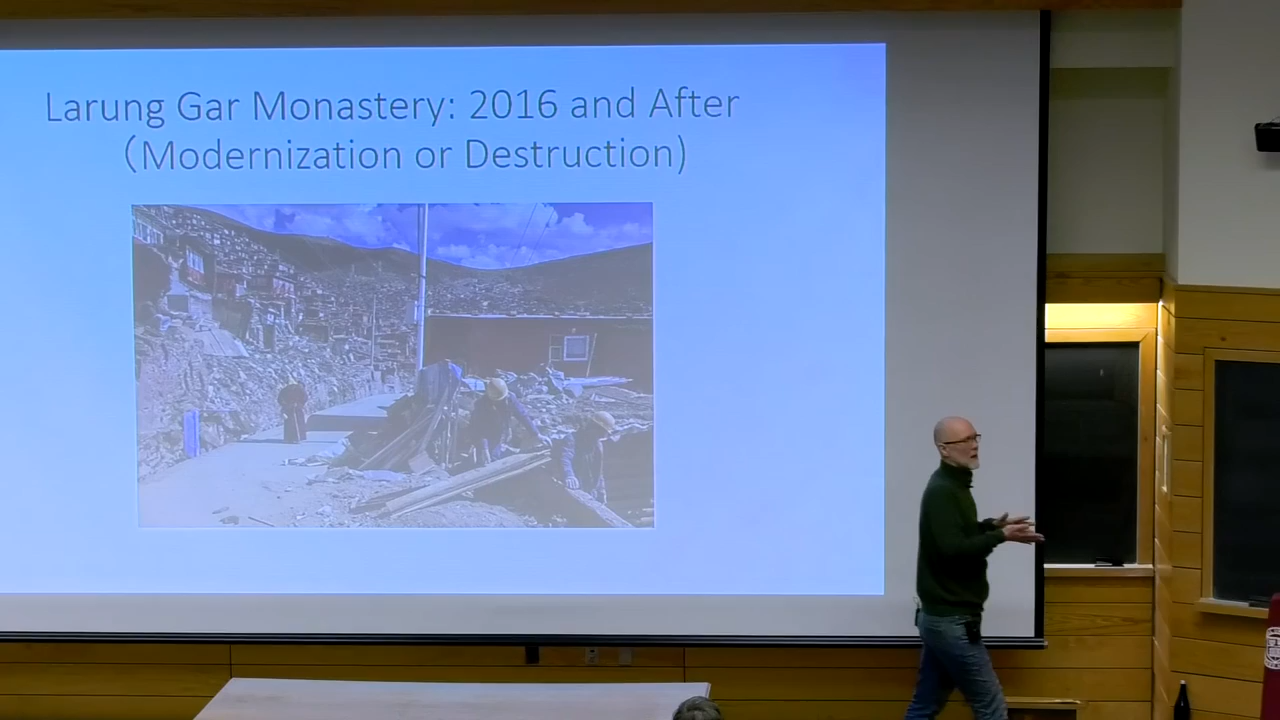 Larung Gar Monastery: 2016 and After
(Modernization or Destruction)